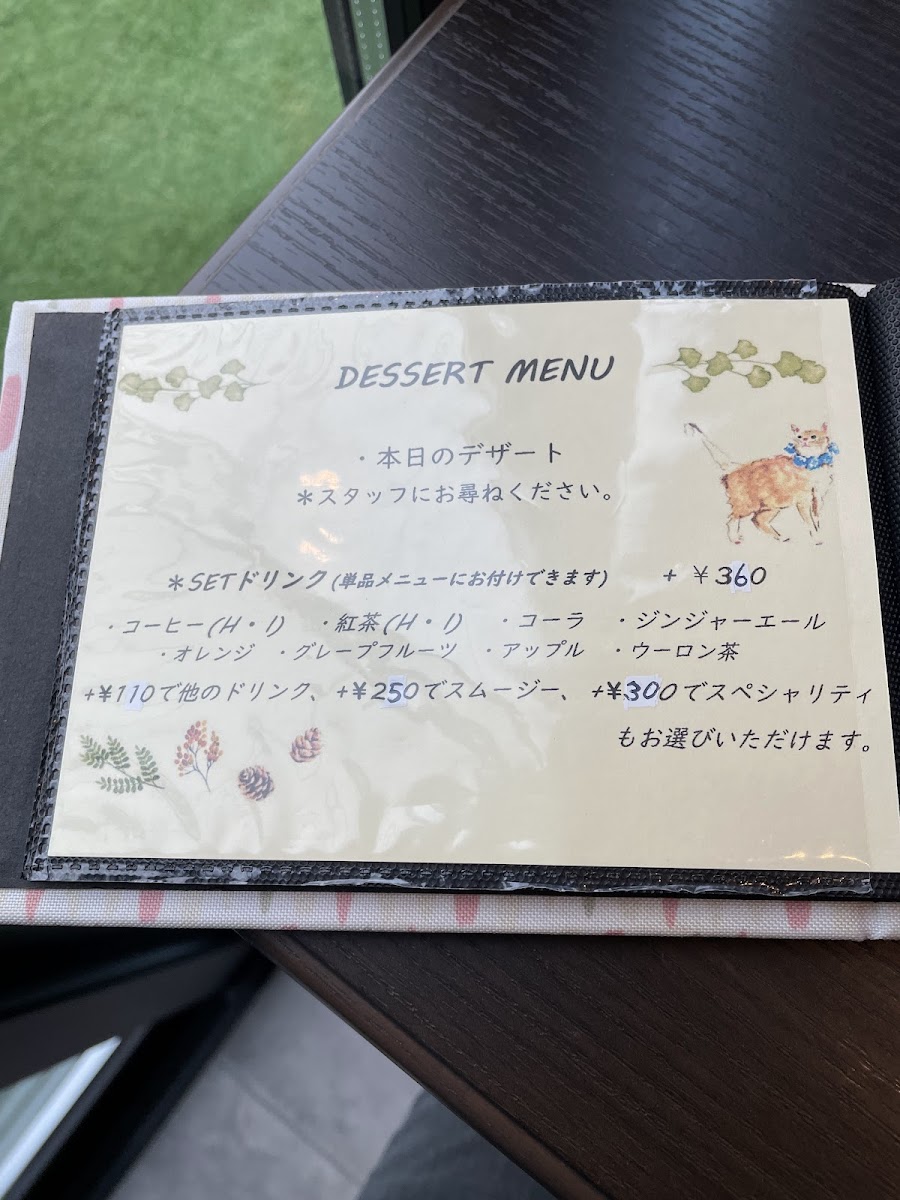 DESSERT MENU
・本日のデザート
＊スタッフにお尋ねください。
＊SETドリンク(単品メニューにお付けできます) + ¥360
・コーヒー(H・I) ・紅茶(H・I) ・コーラ ・ジンジャーエール
・オレンジ ・グレープフルーツ ・アップル ・ウーロン茶
+¥110で他のドリンク、+¥250でスムージー、+¥300でスペシャリティ
もお選びいただけます。